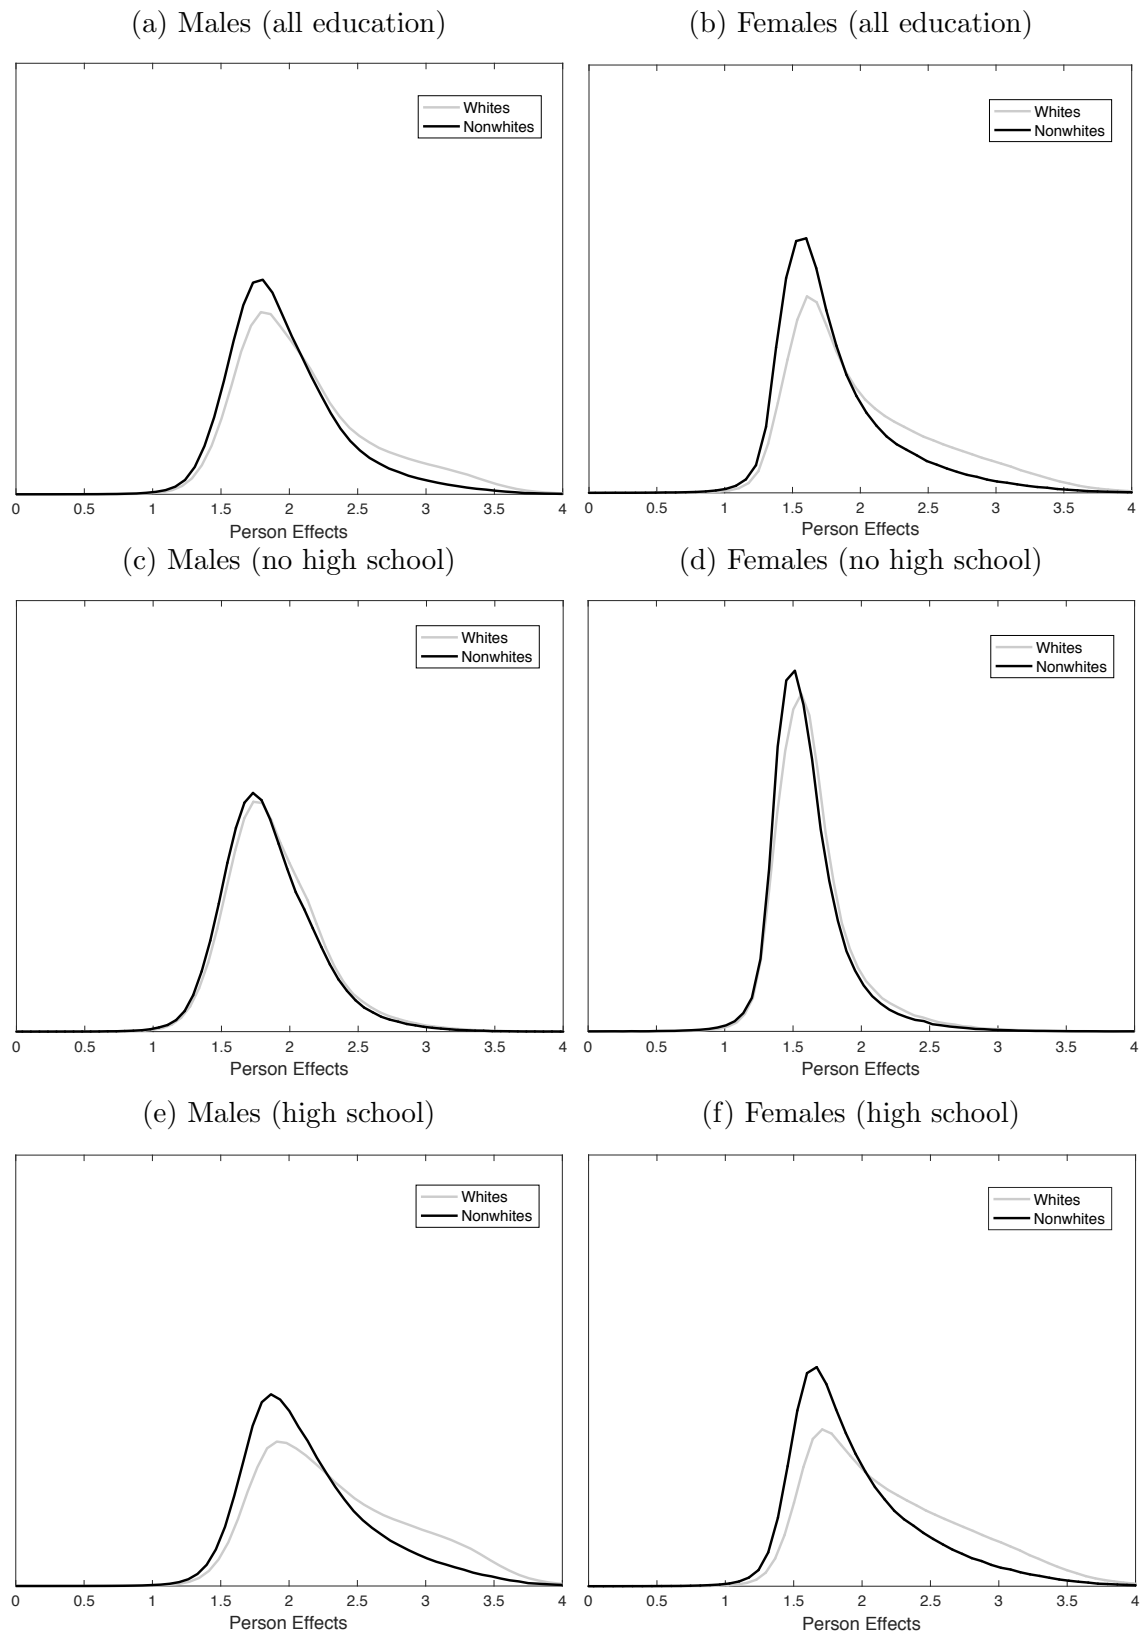 (a) Males (all education)
Whites
Nonwhites
0 0.5 1 1.5 2 2.5 3 3.5 4
Person Effects
(b) Females (all education)
Whites
Nonwhites
0 0.5 1 1.5 2 2.5 3 3.5 4
Person Effects
(c) Males (no high school)
Whites
Nonwhites
0 0.5 1 1.5 2 2.5 3 3.5 4
Person Effects
(d) Females (no high school)
Whites
Nonwhites
0 0.5 1 1.5 2 2.5 3 3.5 4
Person Effects
(e) Males (high school)
Whites
Nonwhites
0 0.5 1 1.5 2 2.5 3 3.5 4
Person Effects
(f) Females (high school)
Whites
Nonwhites
0 0.5 1 1.5 2 2.5 3 3.5 4
Person Effects